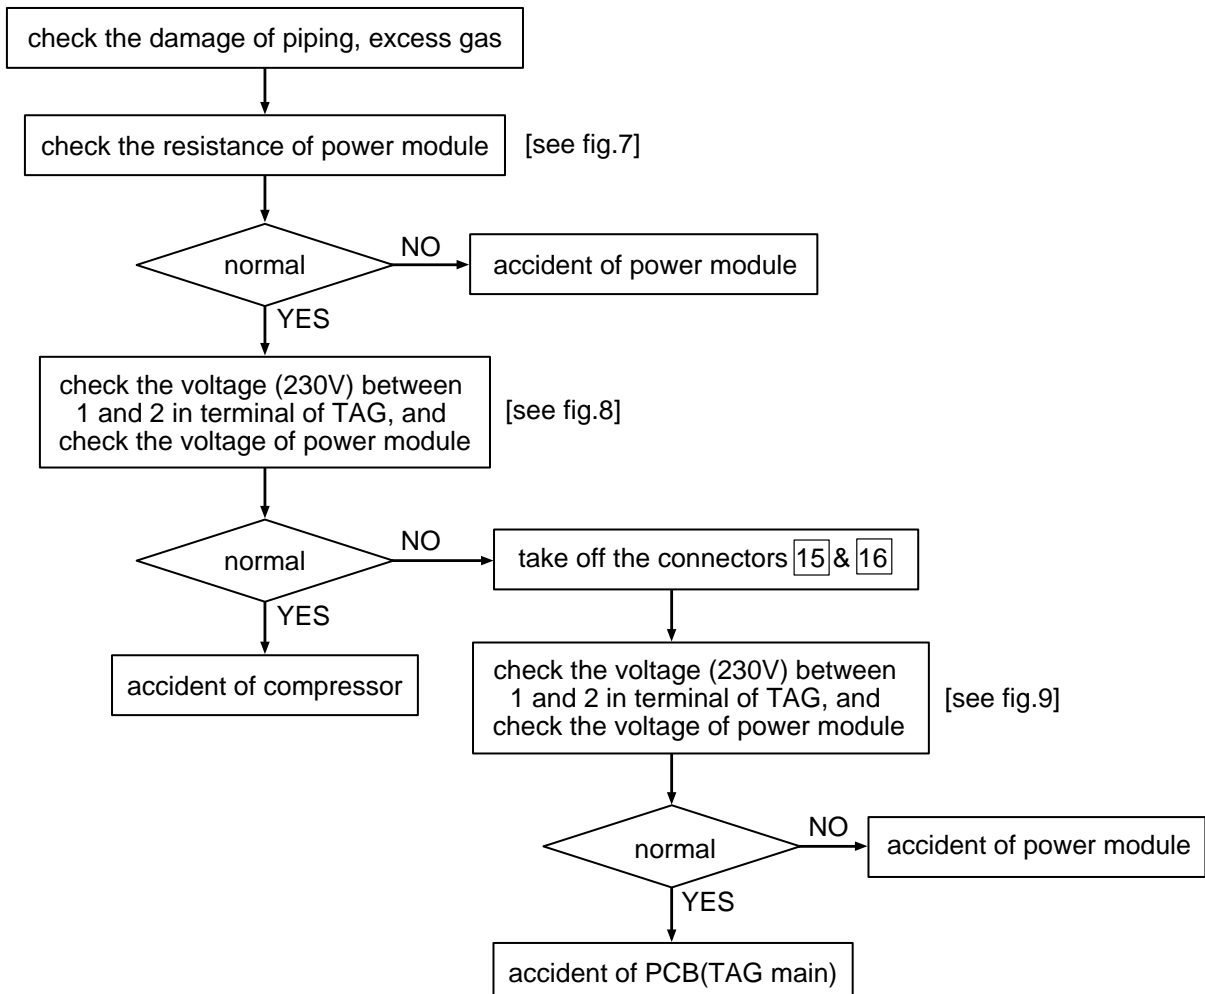 check the damage of piping, excess gas
check the resistance of power module
[see fig.7]
normal
NO
accident of power module
YES
check the voltage (230V) between
1 and 2 in terminal of TAG, and
check the voltage of power module
[see fig.8]
normal
NO
take off the connectors 15 & 16
YES
accident of compressor
check the voltage (230V) between
1 and 2 in terminal of TAG, and
check the voltage of power module
[see fig.9]
normal
NO
accident of power module
YES
accident of PCB(TAG main)